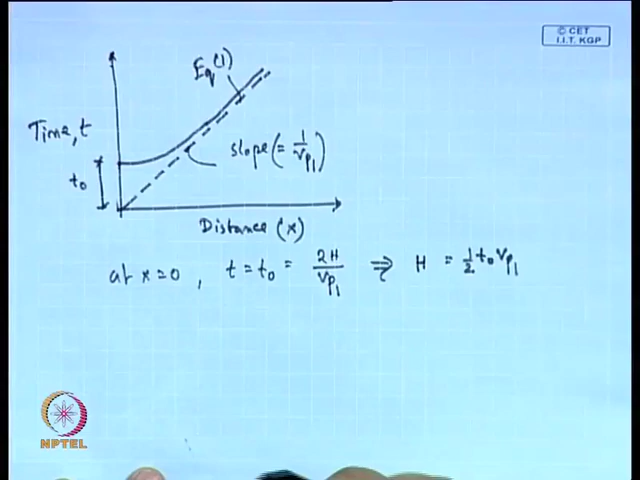 © CET
I.I.T. KGP
Eq(1)
Time, t
slope (= 1/Vp1)
t0
Distance (x)
at x=0, t = t0 = 2H/Vp1 ⇒ H = 1/2 t0 Vp1
NPTEL